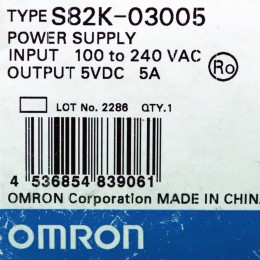 TYPE S82K-03005
POWER SUPPLY
INPUT 100 to 240 VAC
OUTPUT 5VDC 5A
Ro
LOT No. 2286 QTY.1
4 536854 839061
OMRON Corporation MADE IN CHINA
OMRON